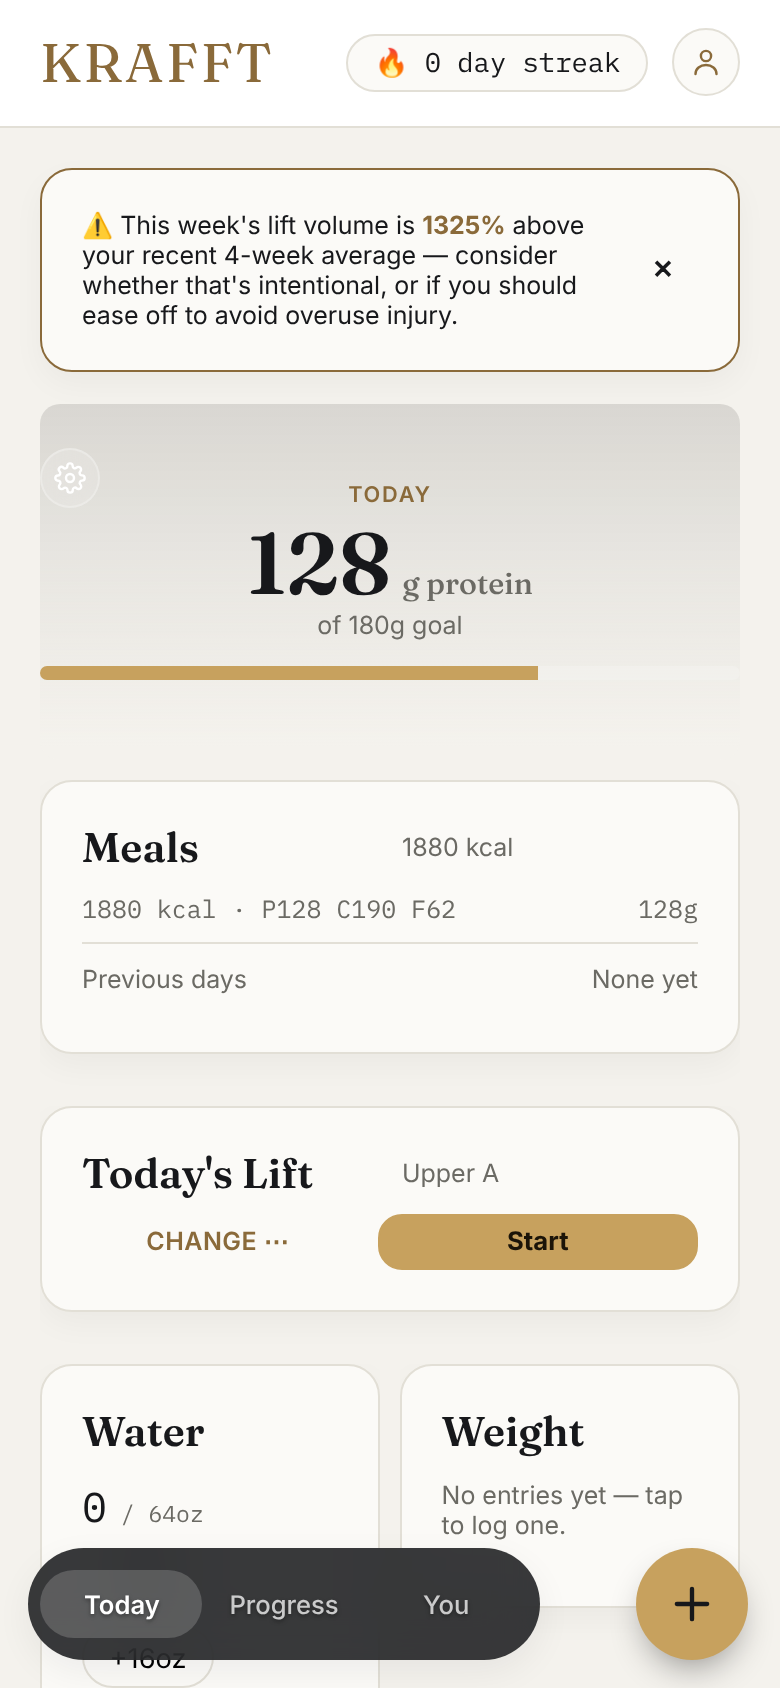 KRAFFT
🔥 0 day streak
⚠️ This week's lift volume is 1325% above
your recent 4-week average — consider
whether that's intentional, or if you should
ease off to avoid overuse injury.
×
TODAY
128 g protein
of 180g goal
Meals 1880 kcal
1880 kcal · P128 C190 F62 128g
Previous days None yet
Today's Lift Upper A
CHANGE ··· Start
Water
0 / 64oz
Weight
No entries yet — tap
to log one.
Today Progress You
+
+16oz